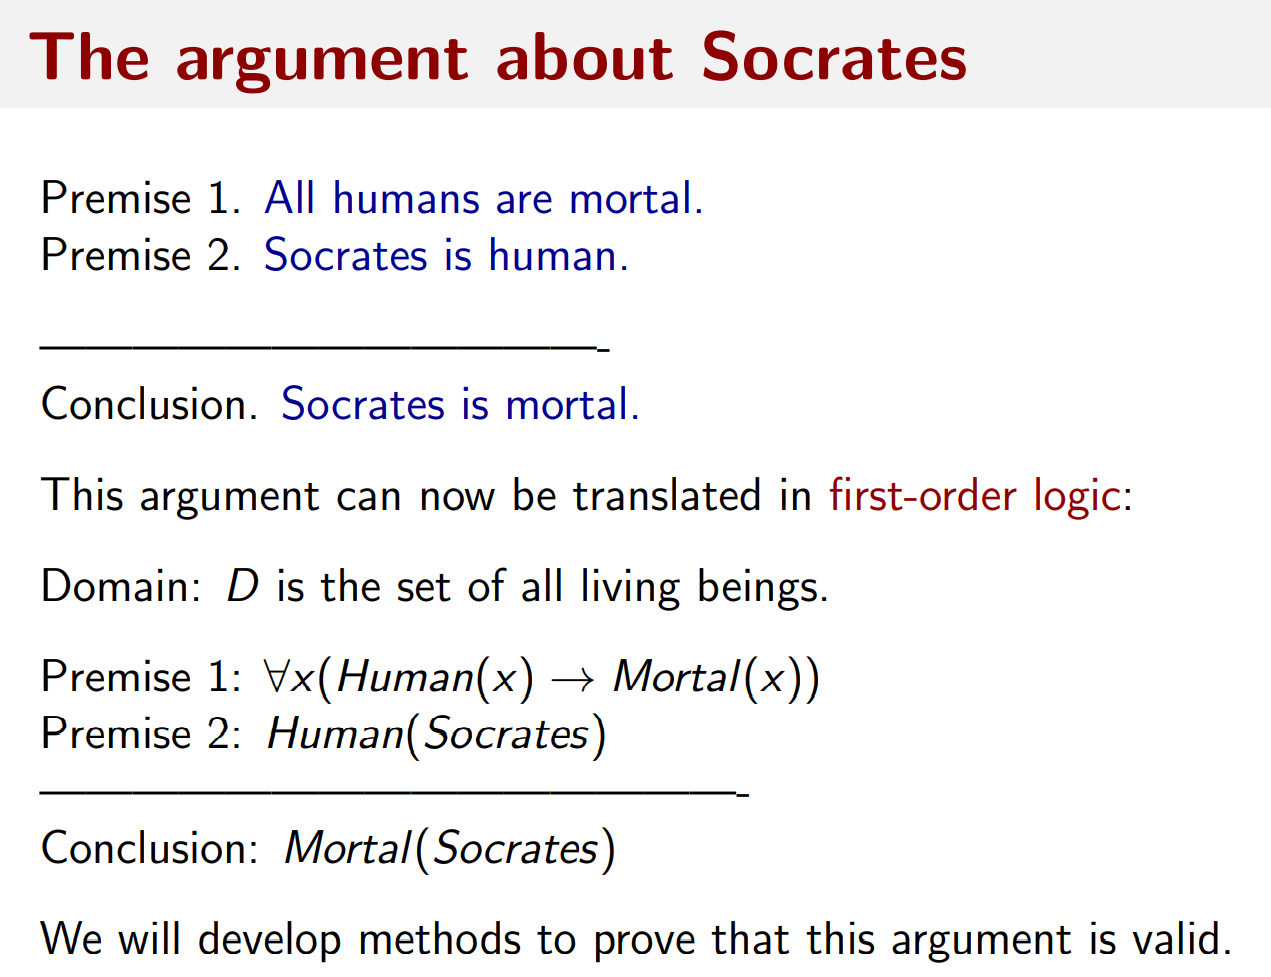 The argument about Socrates
Premise 1. All humans are mortal.
Premise 2. Socrates is human.
————————————-
Conclusion. Socrates is mortal.
This argument can now be translated in first-order logic:
Domain: D is the set of all living beings.
Premise 1: ∀x(Human(x) → Mortal(x))
Premise 2: Human(Socrates)
———————————————-
Conclusion: Mortal(Socrates)
We will develop methods to prove that this argument is valid.